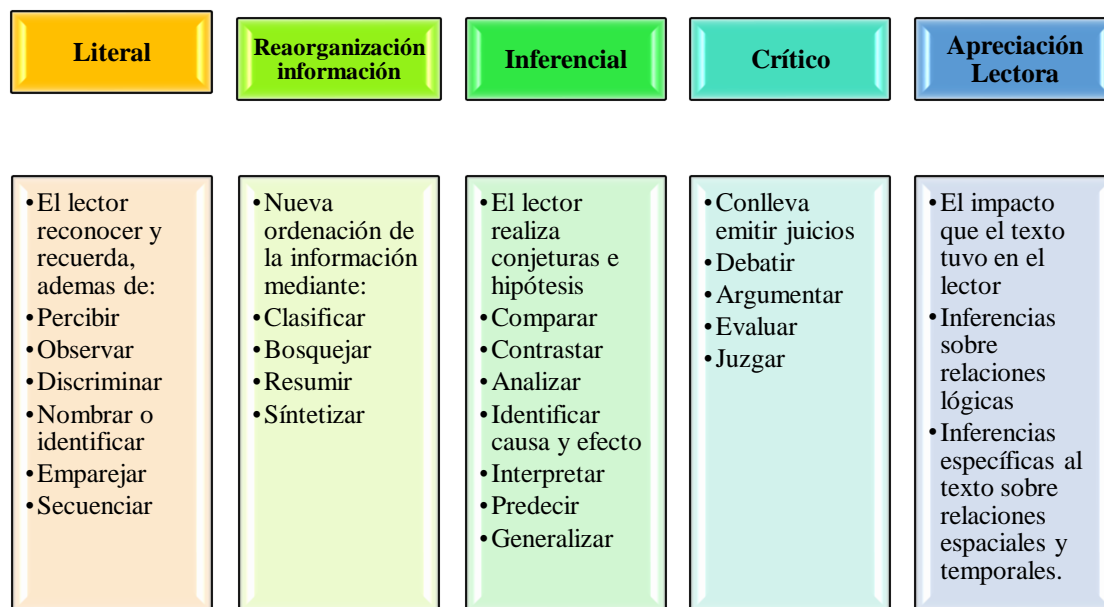 Literal
Reaorganización
información
Inferencial
Crítico
Apreciación
Lectora
•El lector
reconocer y
recuerda,
ademas de:
•Percibir
•Observar
•Discriminar
•Nombrar o
identificar
•Emparejar
•Secuenciar
•Nueva
ordenación de
la información
mediante:
•Clasificar
•Bosquejar
•Resumir
•Síntetizar
•El lector
realiza
conjeturas e
hipótesis
•Comparar
•Contrastar
•Analizar
•Identificar
causa y efecto
•Interpretar
•Predecir
•Generalizar
•Conlleva
emitir juicios
•Debatir
•Argumentar
•Evaluar
•Juzgar
•El impacto
que el texto
tuvo en el
lector
•Inferencias
sobre
relaciones
lógicas
•Inferencias
específicas al
texto sobre
relaciones
espaciales y
temporales.